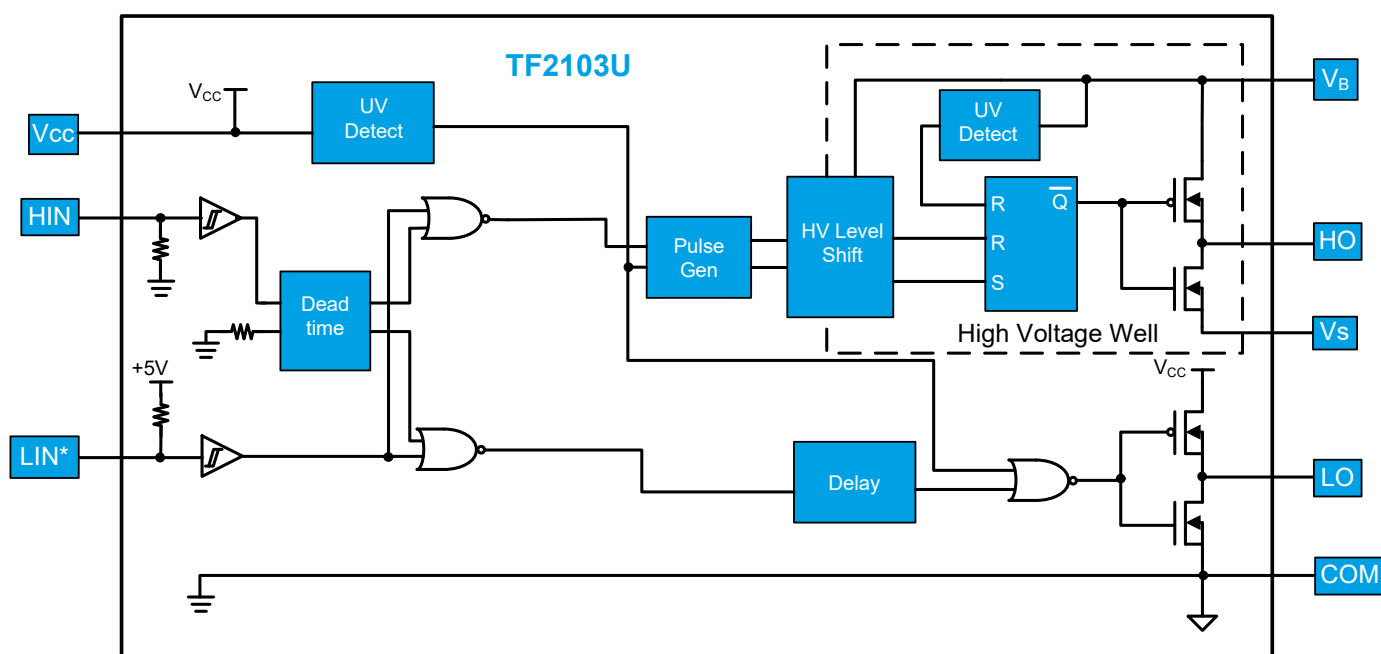 TF2103U
VB
VCC
UV
Detect
UV
Detect
Vcc
HIN
R
Q
HV Level
Shift
Pulse
Gen
R
HO
Dead
time
S
High Voltage Well
Vs
+5V
VCC
LIN*
Delay
LO
COM